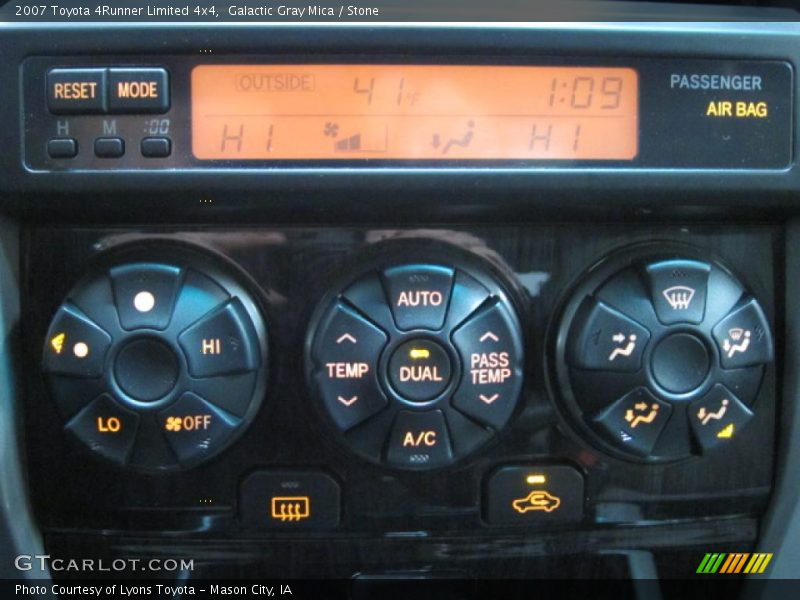 2007 Toyota 4Runner Limited 4x4,  Galactic Gray Mica / Stone
RESET MODE
H M :00
OUTSIDE 41°F 1:09
HI HI
PASSENGER
AIR BAG
HI
LO
OFF
AUTO
TEMP
DUAL
PASS
TEMP
A/C
GTCARLOT.COM
Photo Courtesy of Lyons Toyota - Mason City, IA